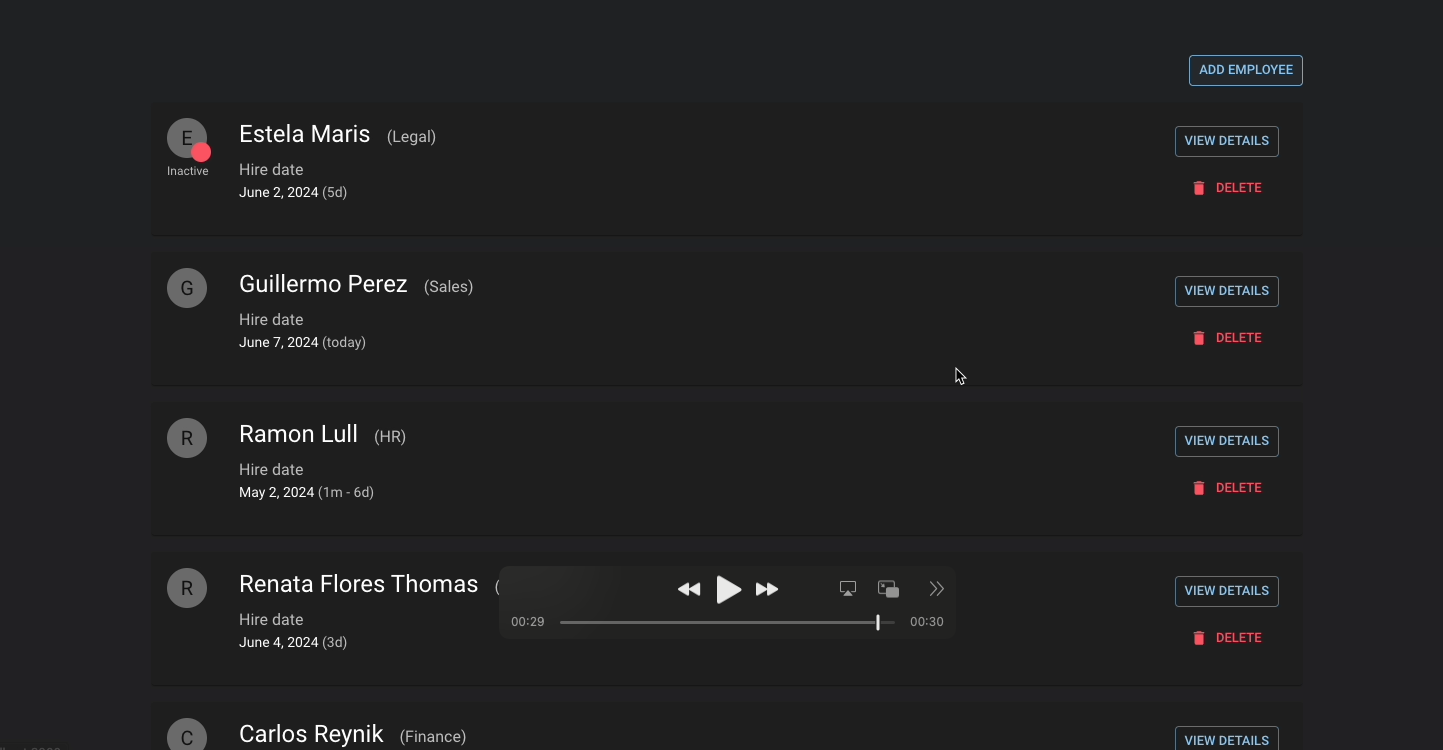 ADD EMPLOYEE
E
Inactive
Estela Maris (Legal)
Hire date
June 2, 2024 (5d)
VIEW DETAILS
DELETE
G
Guillermo Perez (Sales)
Hire date
June 7, 2024 (today)
VIEW DETAILS
DELETE
R
Ramon Lull (HR)
Hire date
May 2, 2024 (1m - 6d)
VIEW DETAILS
DELETE
R
Renata Flores Thomas (
Hire date
June 4, 2024 (3d)
VIEW DETAILS
DELETE
00:29
00:30
C
Carlos Reynik (Finance)
VIEW DETAILS